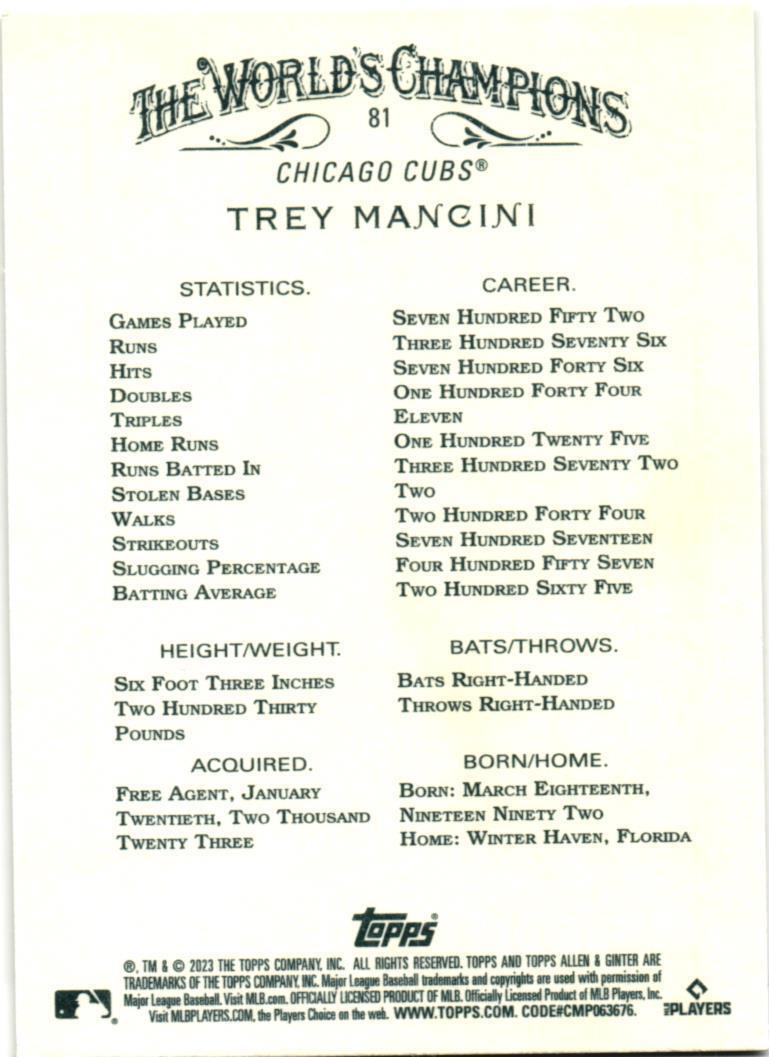 THE WORLD'S CHAMPIONS
81
CHICAGO CUBS®
TREY MANCINI
STATISTICS. CAREER.
GAMES PLAYED SEVEN HUNDRED FIFTY TWO
RUNS THREE HUNDRED SEVENTY SIX
HITS SEVEN HUNDRED FORTY SIX
DOUBLES ONE HUNDRED FORTY FOUR
TRIPLES ELEVEN
HOME RUNS ONE HUNDRED TWENTY FIVE
RUNS BATTED IN THREE HUNDRED SEVENTY TWO
STOLEN BASES TWO
WALKS TWO HUNDRED FORTY FOUR
STRIKEOUTS SEVEN HUNDRED SEVENTEEN
SLUGGING PERCENTAGE FOUR HUNDRED FIFTY SEVEN
BATTING AVERAGE TWO HUNDRED SIXTY FIVE
HEIGHT/WEIGHT.
SIX FOOT THREE INCHES
TWO HUNDRED THIRTY
POUNDS
BATS/THROWS.
BATS RIGHT-HANDED
THROWS RIGHT-HANDED
ACQUIRED.
FREE AGENT, JANUARY
TWENTIETH, TWO THOUSAND
TWENTY THREE
BORN/HOME.
BORN: MARCH EIGHTEENTH,
NINETEEN NINETY TWO
HOME: WINTER HAVEN, FLORIDA
TOPPS®
®, TM & © 2023 THE TOPPS COMPANY, INC. ALL RIGHTS RESERVED. TOPPS AND TOPPS ALLEN & GINTER ARE
TRADEMARKS OF THE TOPPS COMPANY, INC. Major League Baseball trademarks and copyrights are used with permission of
Major League Baseball. Visit MLB.com. OFFICIALLY LICENSED PRODUCT OF MLB. Officially Licensed Product of MLB Players, Inc.
Visit MLBPLAYERS.COM, the Players Choice on the web. WWW.TOPPS.COM. CODE#CMP063676.
MLB PLAYERS